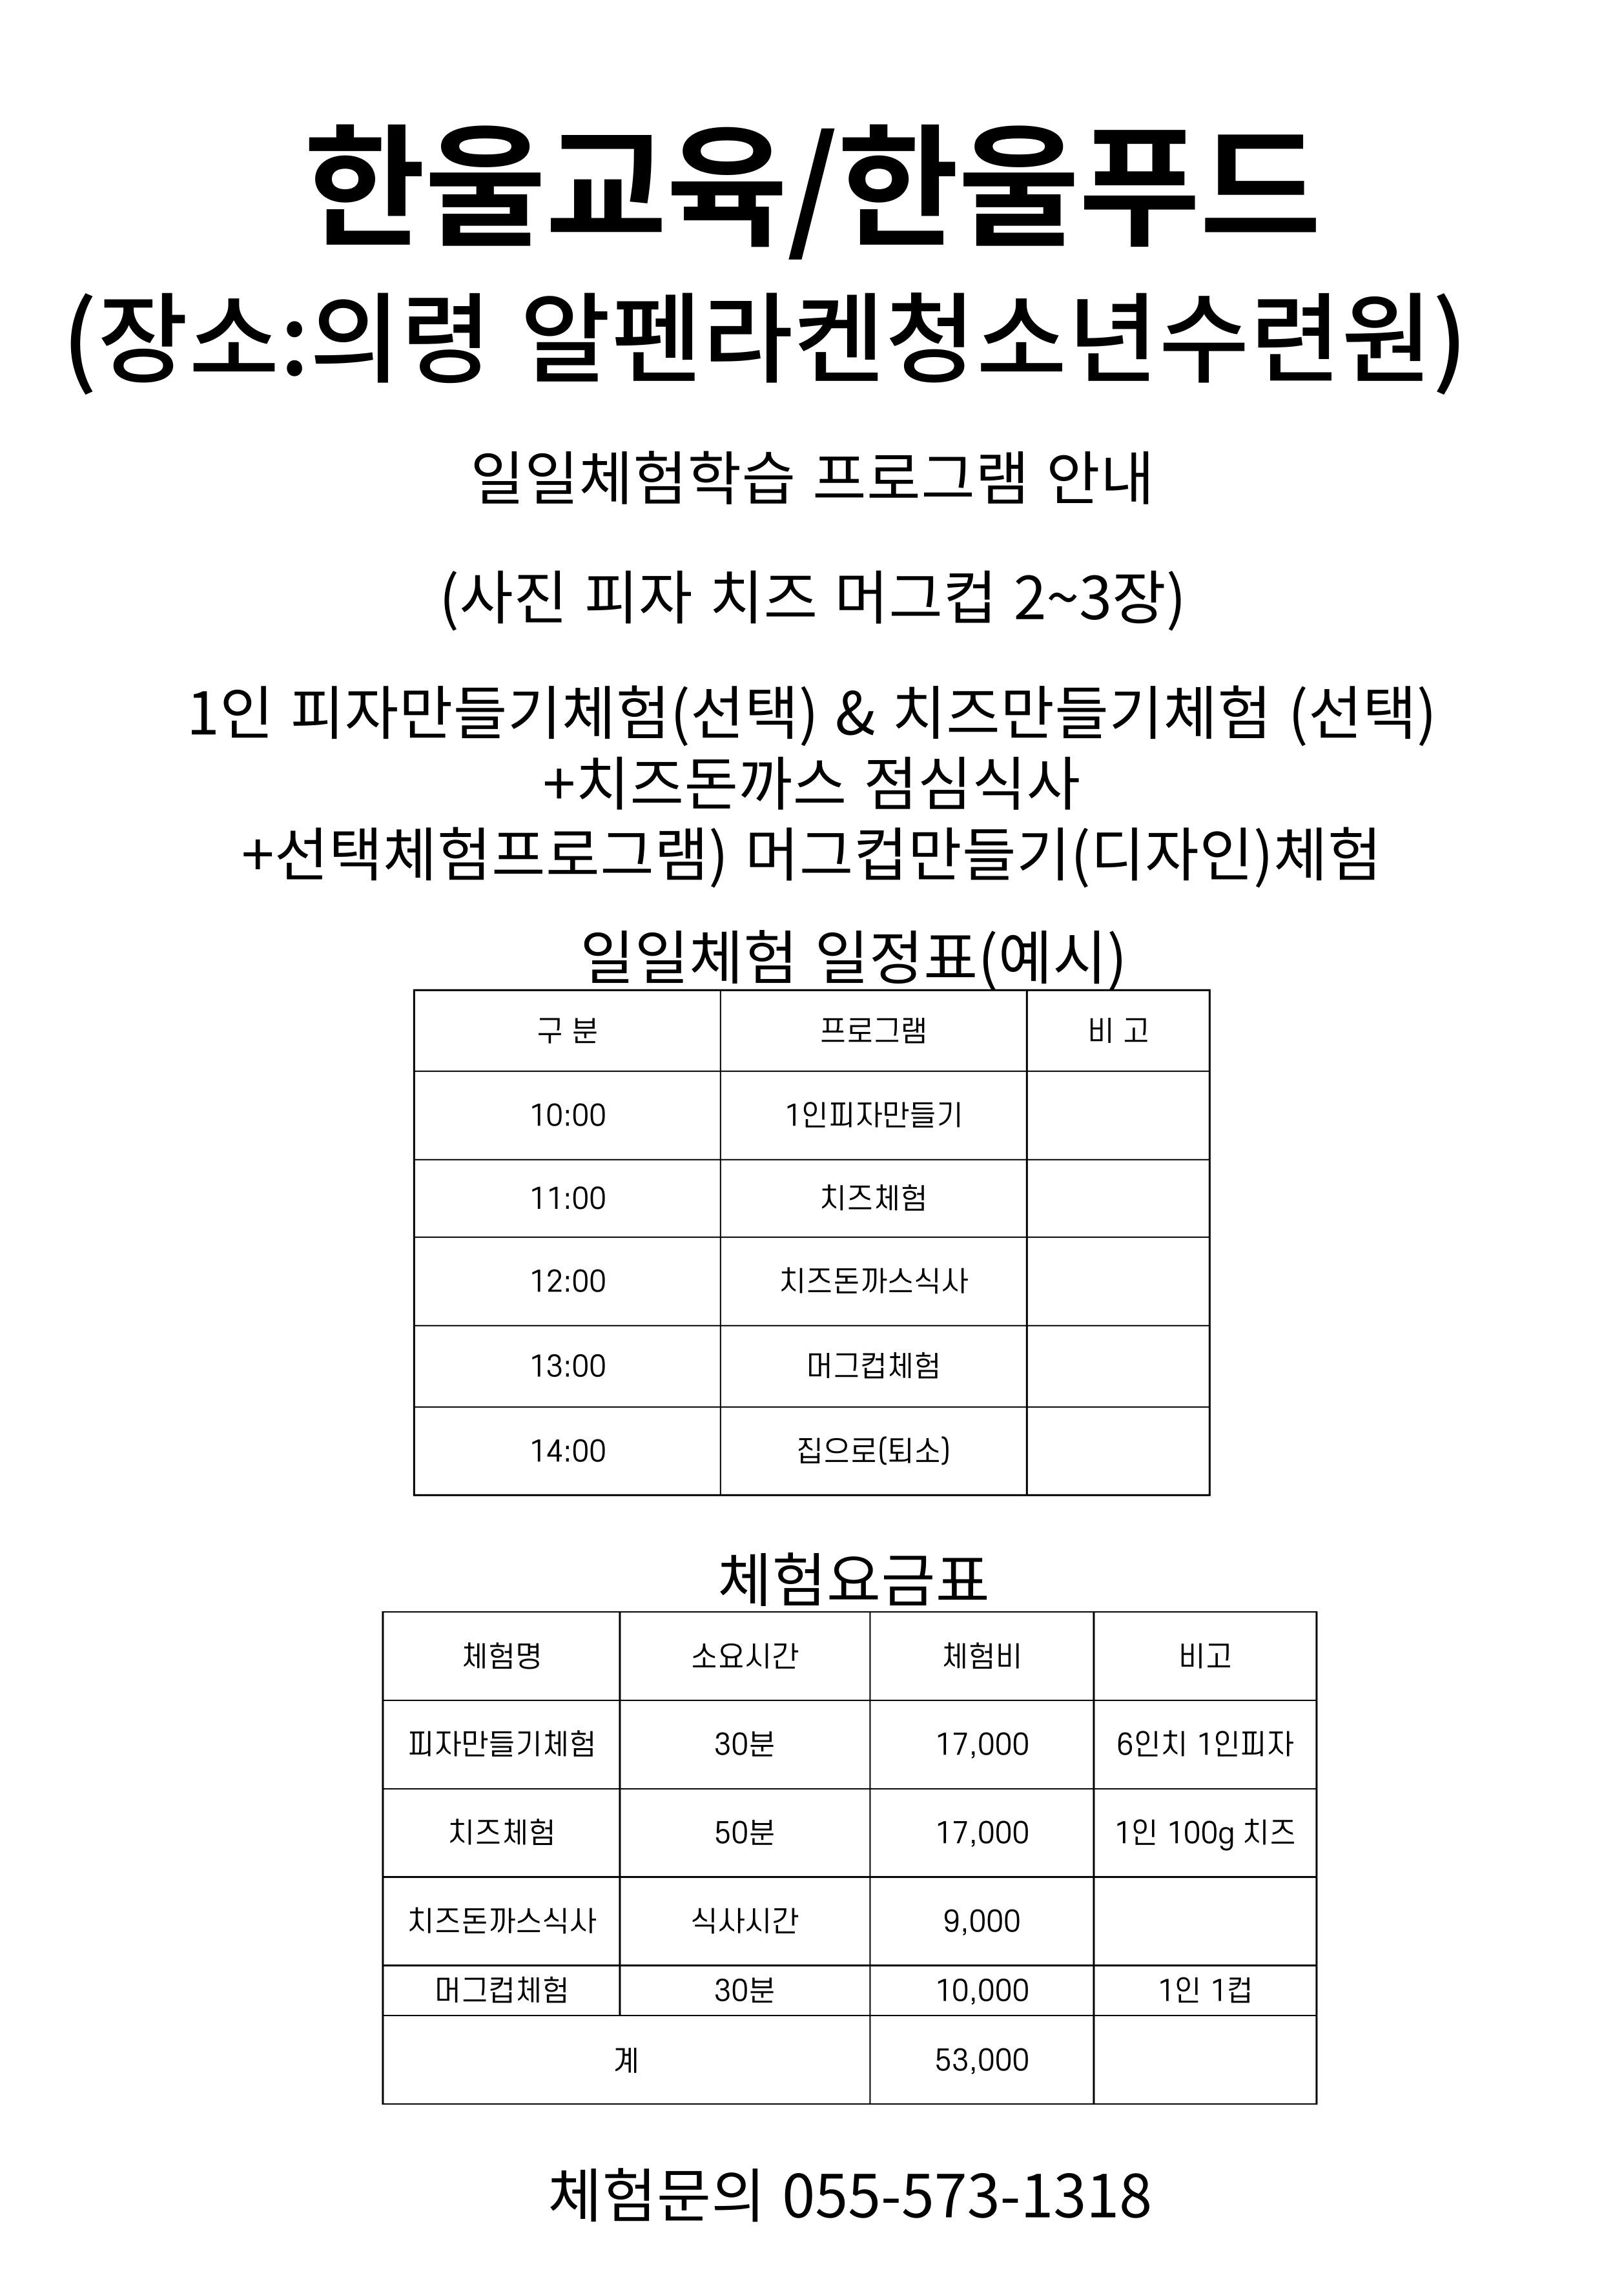 한울교육/한울푸드
(장소:의령 알펜라켄청소년수련원)
일일체험학습 프로그램 안내
(사진 피자 치즈 머그컵 2~3장)
1인 피자만들기체험(선택) & 치즈만들기체험 (선택)
+치즈돈까스 점심식사
+선택체험프로그램) 머그컵만들기(디자인)체험
일일체험 일정표(예시)
구 분 프로그램 비 고
10:00 1인피자만들기
11:00 치즈체험
12:00 치즈돈까스식사
13:00 머그컵체험
14:00 집으로(퇴소)
체험요금표
체험명 소요시간 체험비 비고
피자만들기체험 30분 17,000 6인치 1인피자
치즈체험 50분 17,000 1인 100g 치즈
치즈돈까스식사 식사시간 9,000
머그컵체험 30분 10,000 1인 1컵
계 53,000
체험문의 055-573-1318